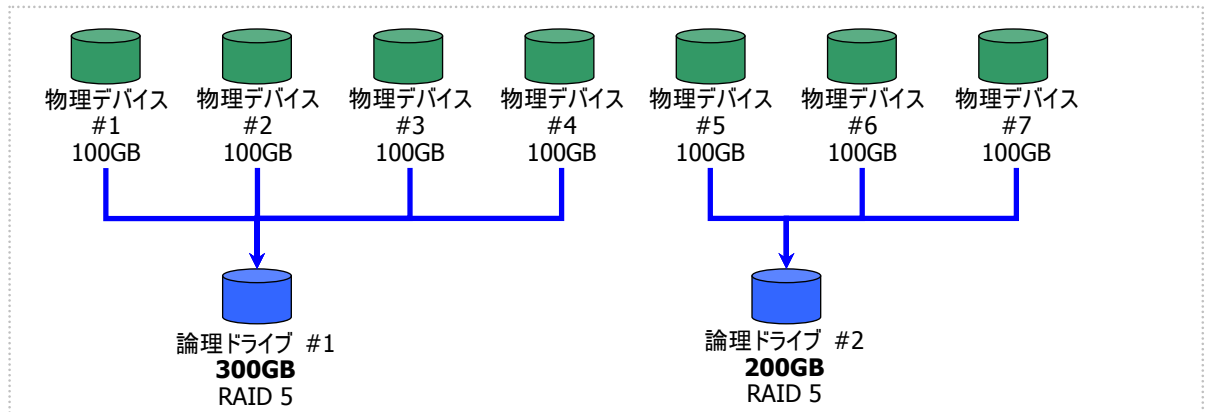 物理デバイス 物理デバイス 物理デバイス 物理デバイス 物理デバイス 物理デバイス 物理デバイス
#1 #2 #3 #4 #5 #6 #7
100GB 100GB 100GB 100GB 100GB 100GB 100GB
論理ドライブ #1 論理ドライブ #2
300GB 200GB
RAID 5 RAID 5